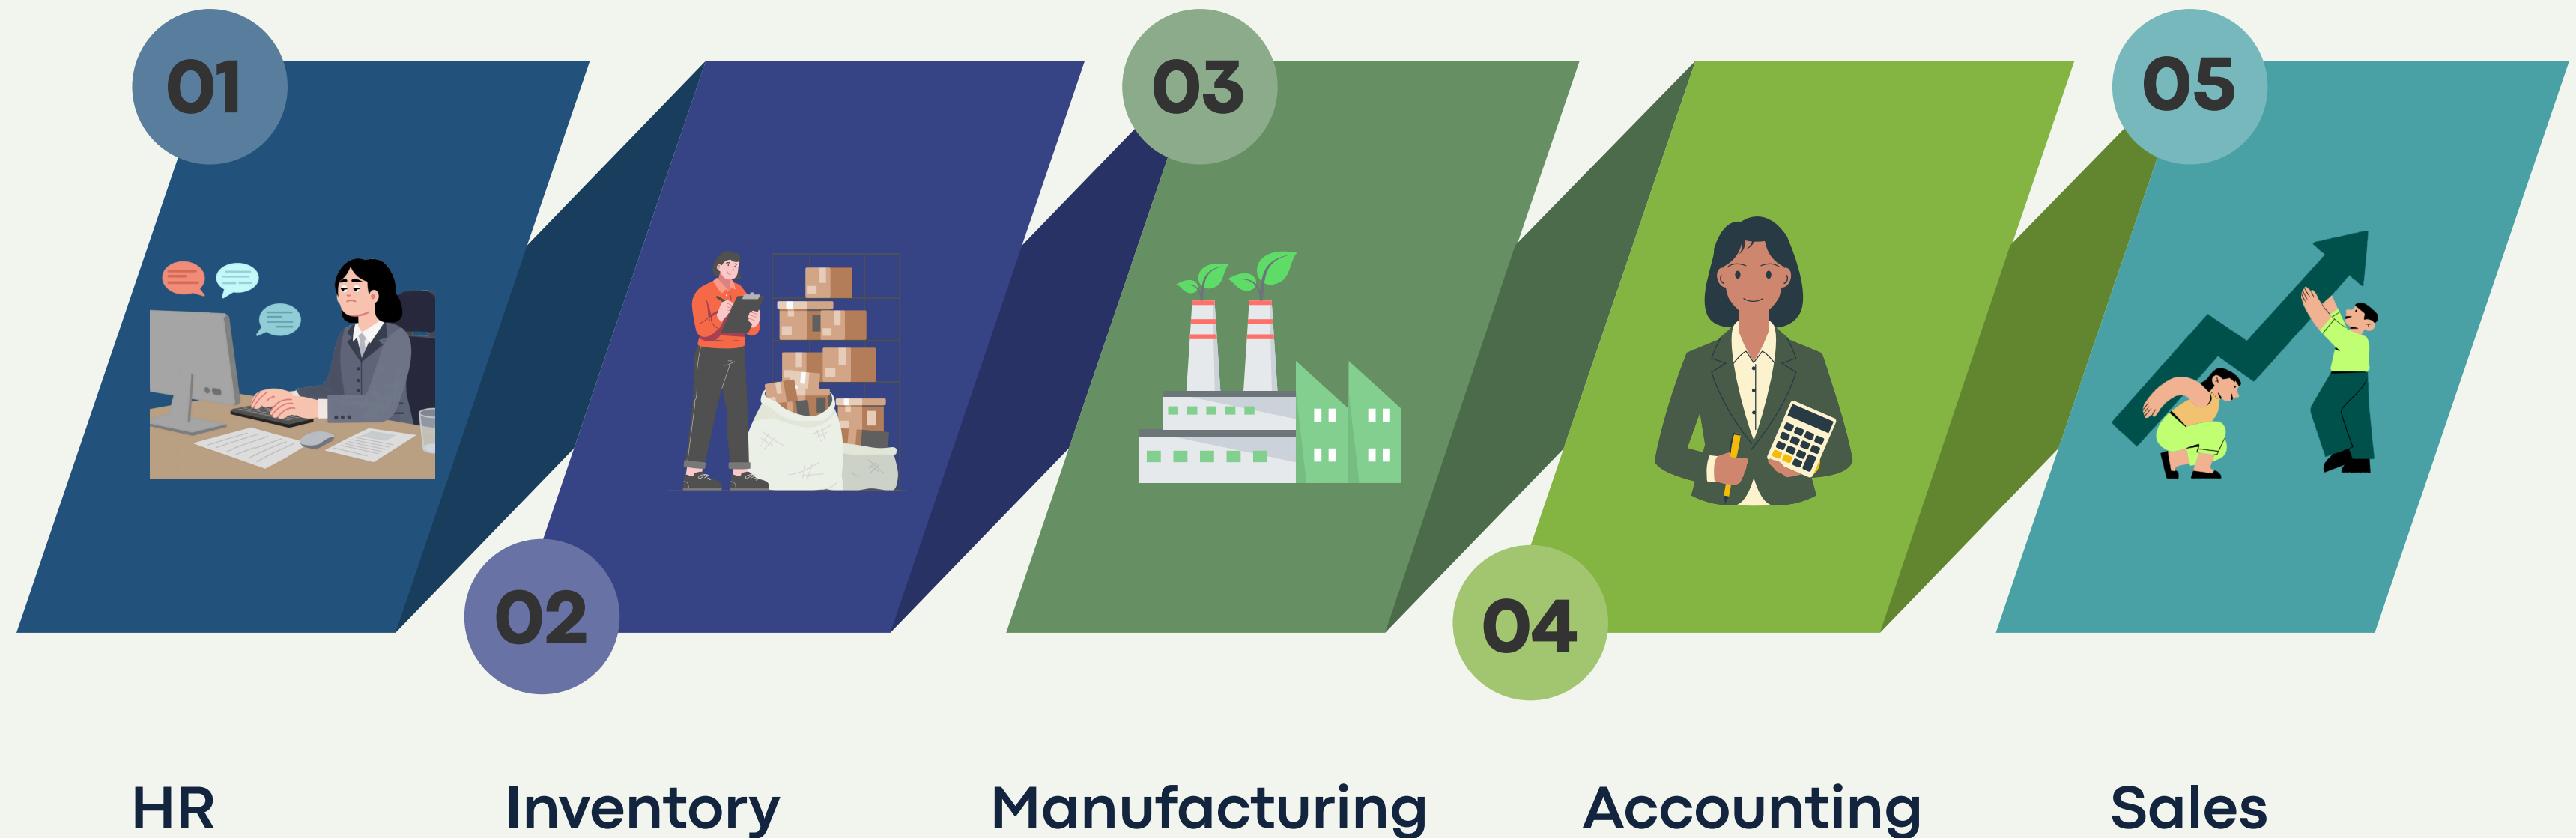 01
03
05
02
04
HR
Inventory
Manufacturing
Accounting
Sales